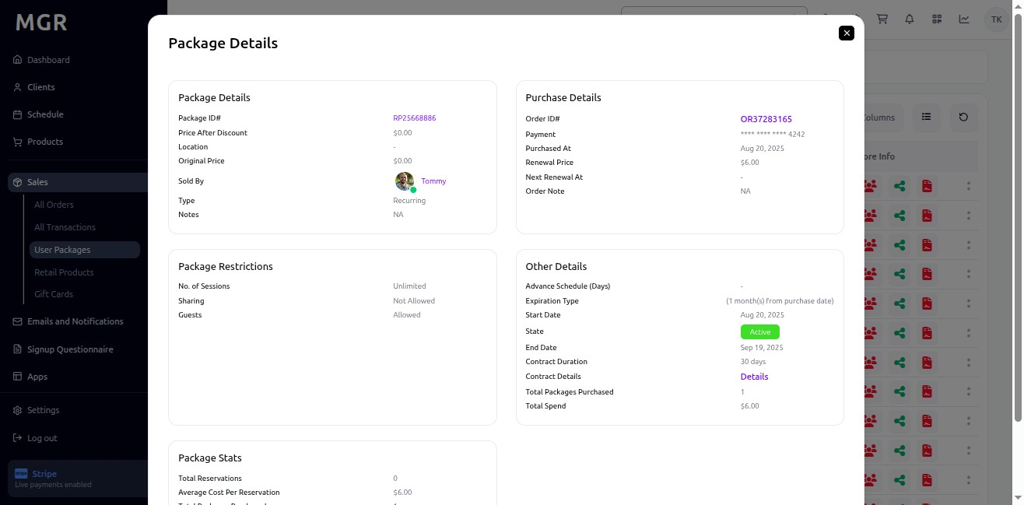 MGR
Dashboard
Clients
Schedule
Products
Sales
All Orders
All Transactions
User Packages
Retail Products
Gift Cards
Emails and Notifications
Signup Questionnaire
Apps
Settings
Log out
Stripe
Live payments enabled
TK
Package Details
Package Details
Package ID# RP25668886
Price After Discount $0.00
Location -
Original Price $0.00
Sold By Tommy
Type Recurring
Notes NA
Purchase Details
Order ID# OR37283165
Payment **** **** **** 4242
Purchased At Aug 20, 2025
Renewal Price $6.00
Next Renewal At -
Order Note NA
Package Restrictions
No. of Sessions Unlimited
Sharing Not Allowed
Guests Allowed
Other Details
Advance Schedule (Days) -
Expiration Type (1 month(s) from purchase date)
Start Date Aug 20, 2025
State Active
End Date Sep 19, 2025
Contract Duration 30 days
Contract Details Details
Total Packages Purchased 1
Total Spend $6.00
Package Stats
Total Reservations 0
Average Cost Per Reservation $6.00
olumns
ore Info